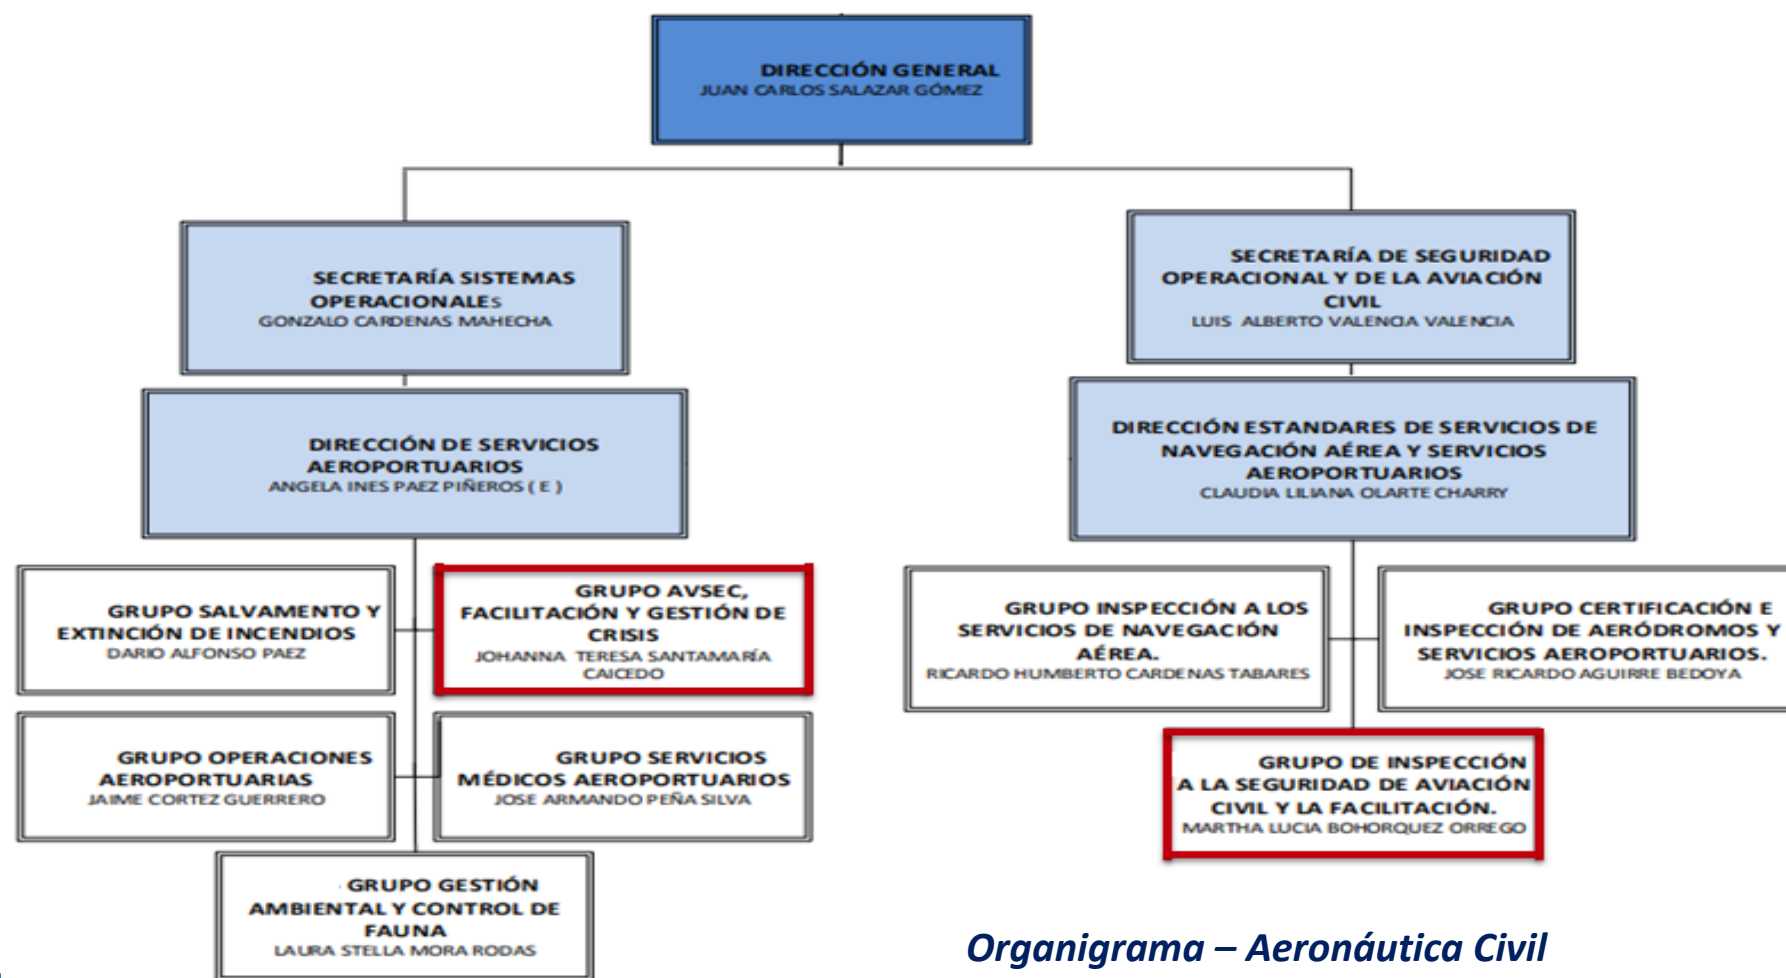 DIRECCIÓN GENERAL
JUAN CARLOS SALAZAR GÓMEZ
SECRETARÍA SISTEMAS
OPERACIONALEs
GONZALO CARDENAS MAHECHA
SECRETARÍA DE SEGURIDAD
OPERACIONAL Y DE LA AVIACIÓN
CIVIL
LUIS ALBERTO VALENCIA VALENCIA
DIRECCIÓN DE SERVICIOS
AEROPORTUARIOS
ANGELA INES PAEZ PIÑEROS ( E )
DIRECCIÓN ESTANDARES DE SERVICIOS DE
NAVEGACIÓN AÉREA Y SERVICIOS
AEROPORTUARIOS
CLAUDIA LILIANA OLARTE CHARRY
GRUPO SALVAMENTO Y
EXTINCIÓN DE INCENDIOS
DARIO ALFONSO PAEZ
GRUPO AVSEC,
FACILITACIÓN Y GESTIÓN DE
CRISIS
JOHANNA TERESA SANTAMARÍA
CAICEDO
GRUPO INSPECCIÓN A LOS
SERVICIOS DE NAVEGACIÓN
AÉREA.
RICARDO HUMBERTO CARDENAS TABARES
GRUPO CERTIFICACIÓN E
INSPECCIÓN DE AERÓDROMOS Y
SERVICIOS AEROPORTUARIOS.
JOSE RICARDO AGUIRRE BEDOYA
GRUPO OPERACIONES
AEROPORTUARIAS
JAIME CORTEZ GUERRERO
GRUPO SERVICIOS
MÉDICOS AEROPORTUARIOS
JOSE ARMANDO PEÑA SILVA
GRUPO DE INSPECCIÓN
A LA SEGURIDAD DE AVIACIÓN
CIVIL Y LA FACILITACIÓN.
MARTHA LUCIA BOHORQUEZ ORREGO
GRUPO GESTIÓN
AMBIENTAL Y CONTROL DE
FAUNA
LAURA STELLA MORA RODAS
Organigrama – Aeronáutica Civil